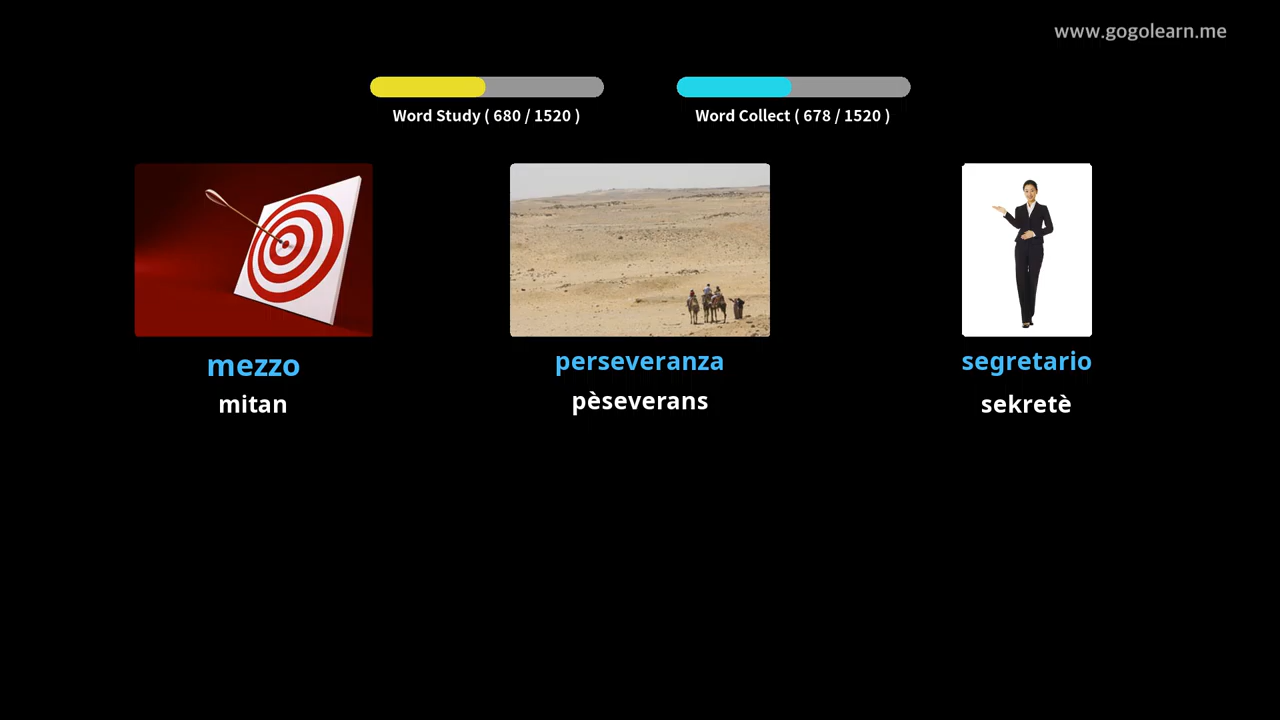 www.gogolearn.me
Word Study ( 680 / 1520 )
Word Collect ( 678 / 1520 )
mezzo
mitan
perseveranza
pèseverans
segretario
sekretè